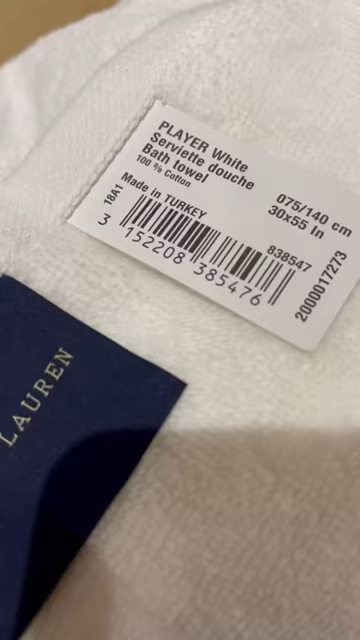 PLAYER White
Serviette douche
Bath towel
100 % Cotton
075/140 cm
30x55 In
18A1
Made in TURKEY
838547
3 152208 385476
2000017273
LAUREN